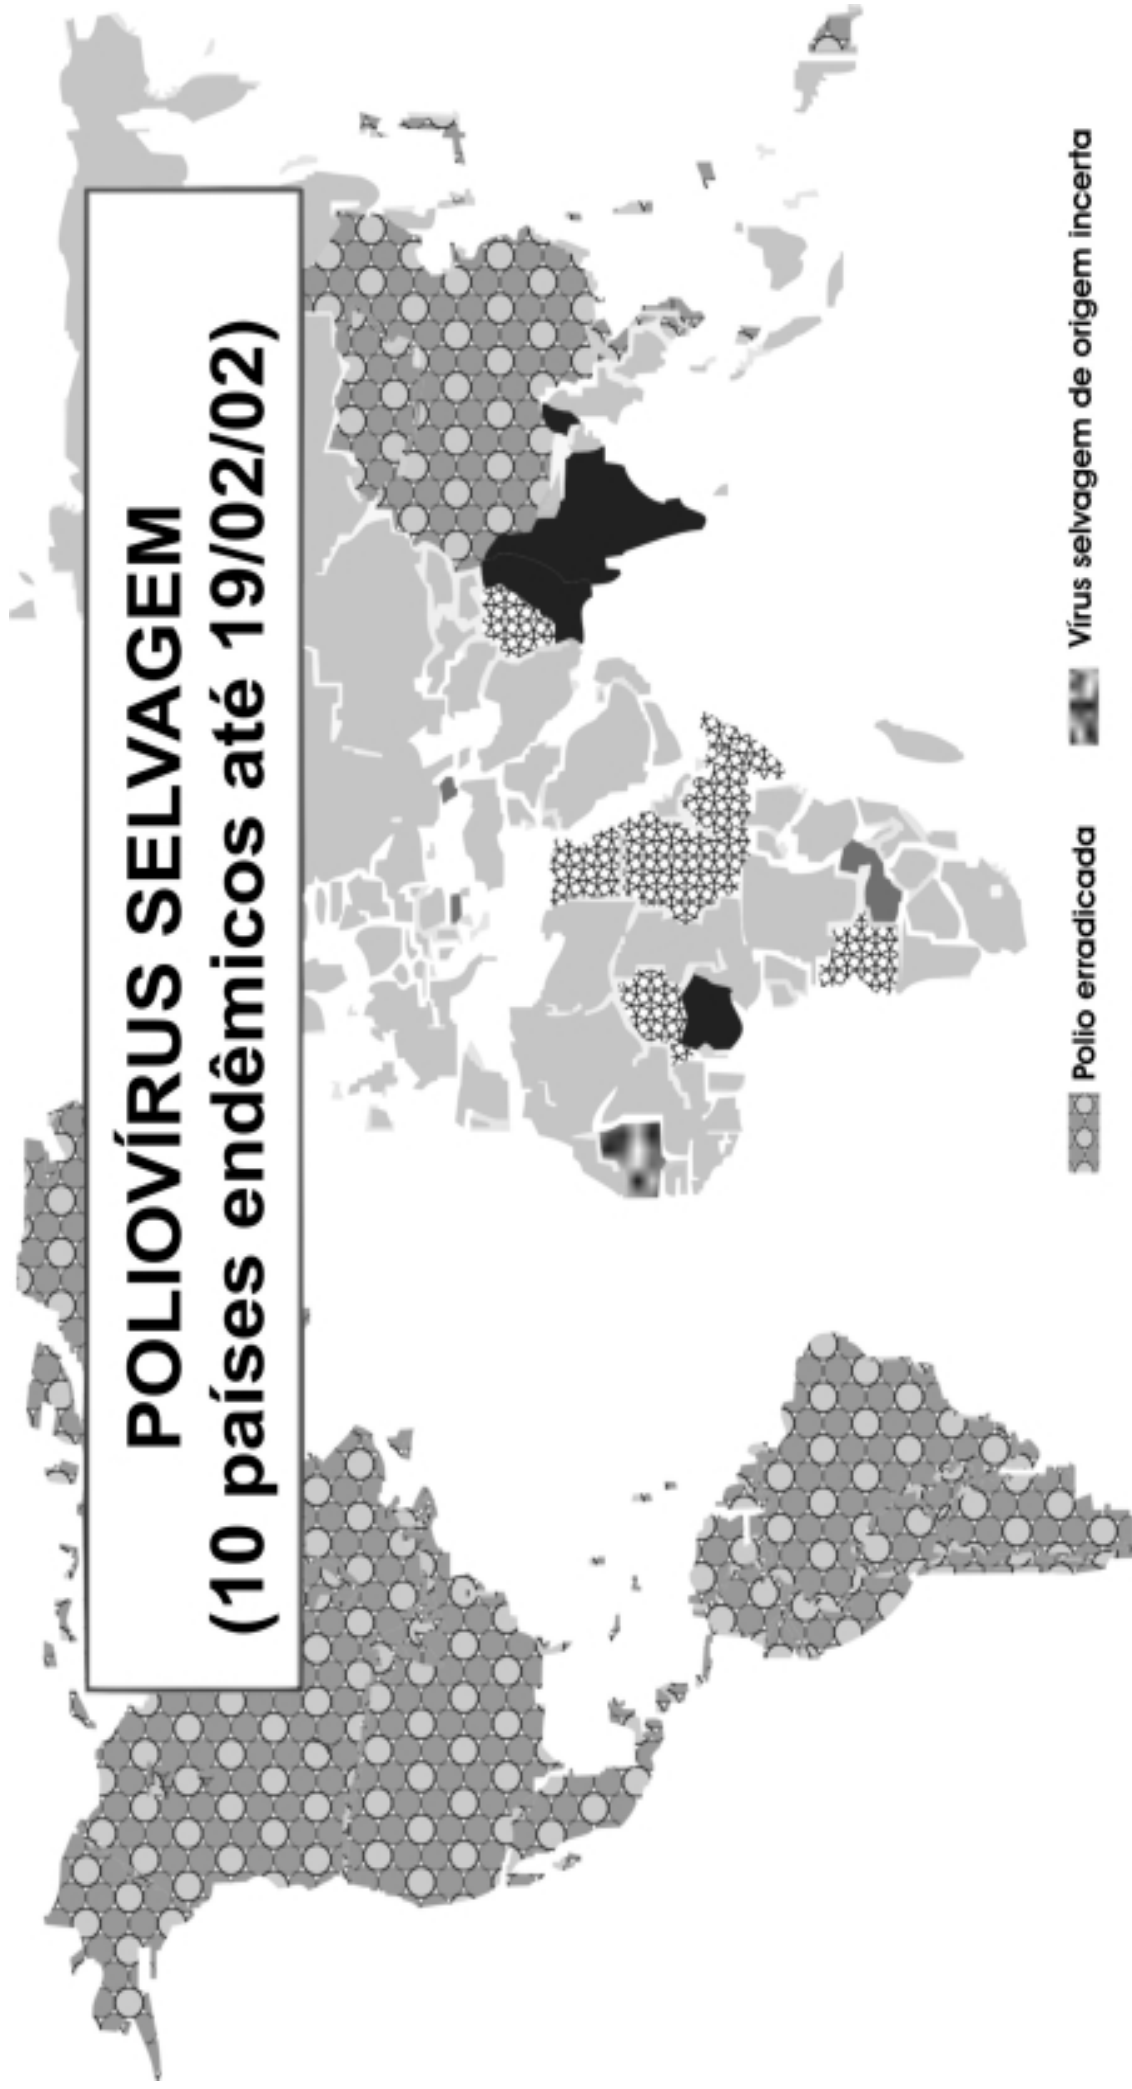 POLIOVÍRUS SELVAGEM
(10 países endêmicos até 19/02/02)
Polio erradicada
Vírus selvagem de origem incerta